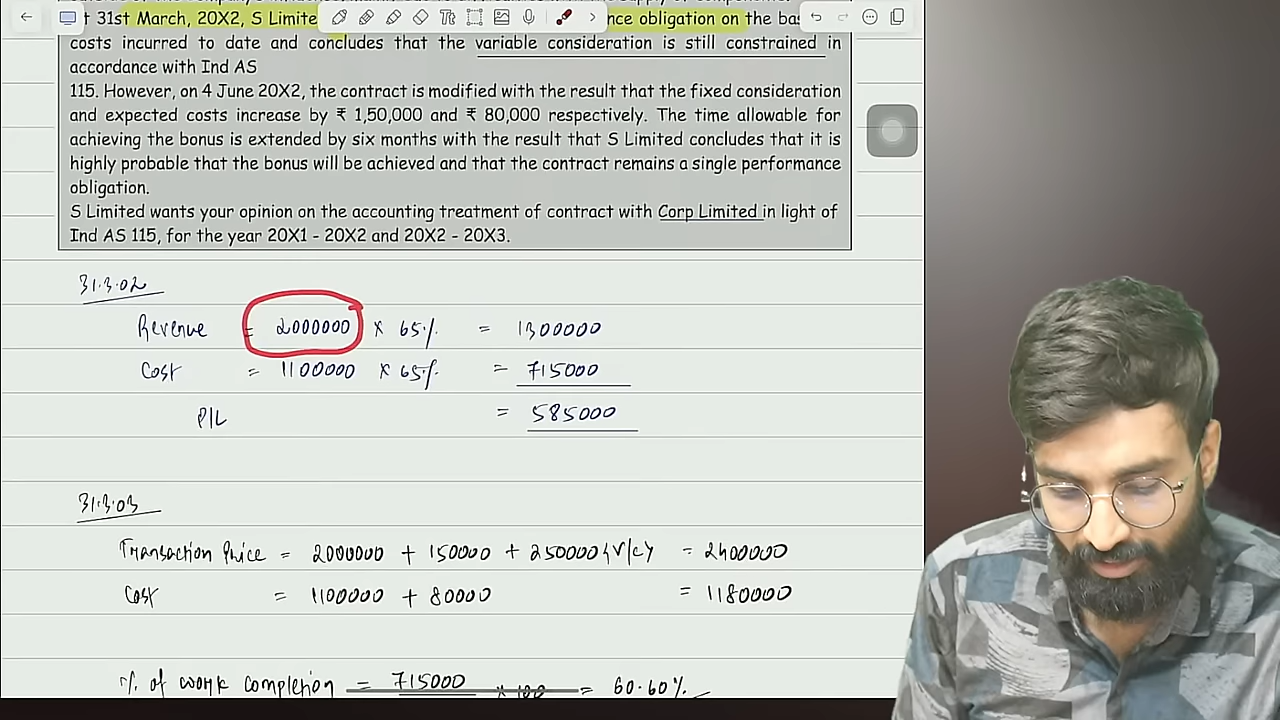 t 31st March, 20X2, S Limite nce obligation on the bas
costs incurred to date and concludes that the variable consideration is still constrained in
accordance with Ind AS
115. However, on 4 June 20X2, the contract is modified with the result that the fixed consideration
and expected costs increase by ₹ 1,50,000 and ₹ 80,000 respectively. The time allowable for
achieving the bonus is extended by six months with the result that S Limited concludes that it is
highly probable that the bonus will be achieved and that the contract remains a single performance
obligation.
S Limited wants your opinion on the accounting treatment of contract with Corp Limited in light of
Ind AS 115, for the year 20X1 - 20X2 and 20X2 - 20X3.
31.3.02
Revenue = 2000000 × 65% = 1300000
Cost = 1100000 × 65% = 715000
P/L = 585000
31.3.03
Transaction Price = 2000000 + 150000 + 250000 {V/C} = 2400000
Cost = 1100000 + 80000 = 1180000
% of work completion = 715000 × 100 = 60.60%